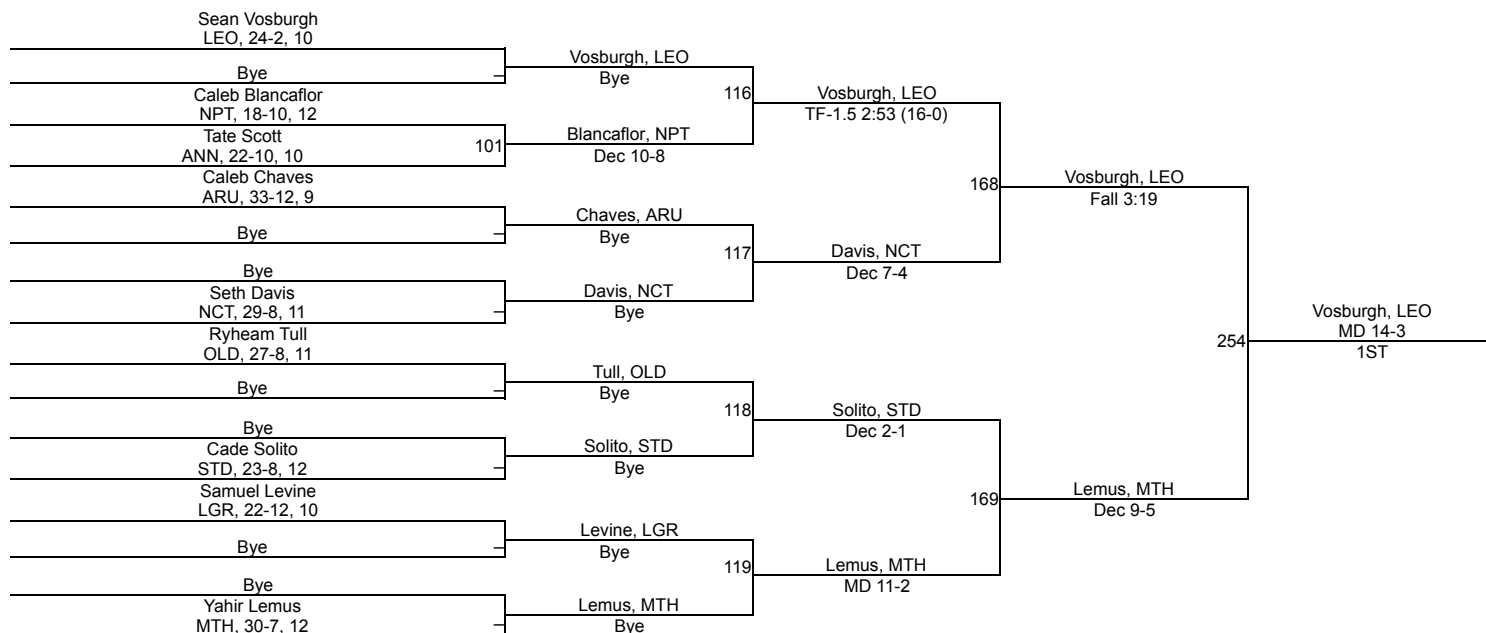 Sean Vosburgh
LEO, 24-2, 10
Bye
–
Caleb Blancaflor
NPT, 18-10, 12
Tate Scott
ANN, 22-10, 10
101
Caleb Chaves
ARU, 33-12, 9
Bye
–
Bye
Seth Davis
NCT, 29-8, 11
–
Ryheam Tull
OLD, 27-8, 11
Bye
–
Bye
Cade Solito
STD, 23-8, 12
–
Samuel Levine
LGR, 22-12, 10
Bye
–
Bye
Yahir Lemus
MTH, 30-7, 12
–
Vosburgh, LEO
Bye
116
Blancaflor, NPT
Dec 10-8
Chaves, ARU
Bye
117
Davis, NCT
Bye
Tull, OLD
Bye
118
Solito, STD
Bye
Levine, LGR
Bye
119
Lemus, MTH
Bye
Vosburgh, LEO
TF-1.5 2:53 (16-0)
168
Davis, NCT
Dec 7-4
Solito, STD
Dec 2-1
169
Lemus, MTH
MD 11-2
Vosburgh, LEO
Fall 3:19
254
Lemus, MTH
Dec 9-5
Vosburgh, LEO
MD 14-3
1ST